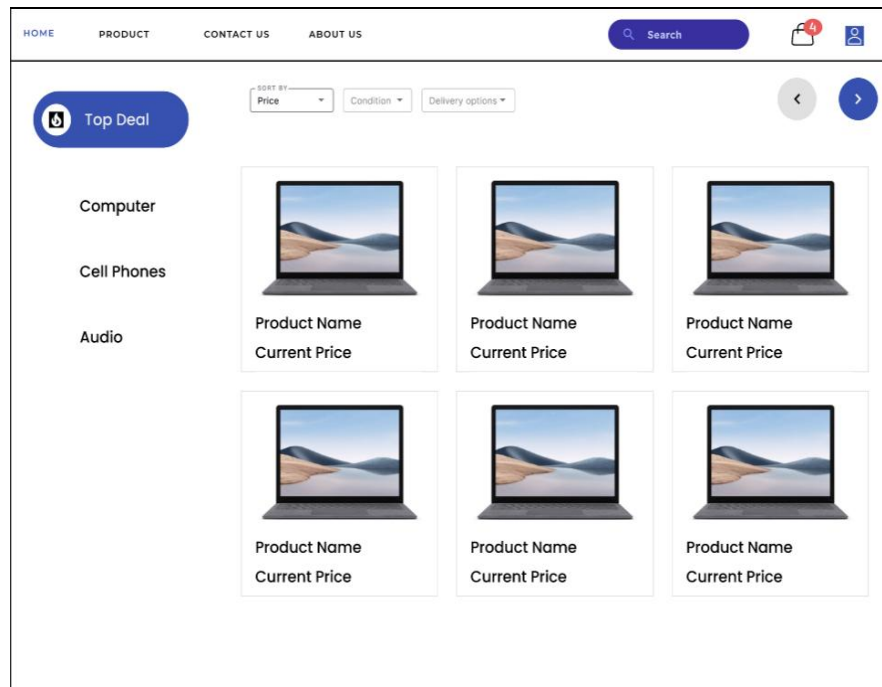 HOME PRODUCT CONTACT US ABOUT US Search 4
SORT BY
Price Condition Delivery options
Top Deal
Computer
Cell Phones
Audio
Product Name Product Name Product Name
Current Price Current Price Current Price
Product Name Product Name Product Name
Current Price Current Price Current Price